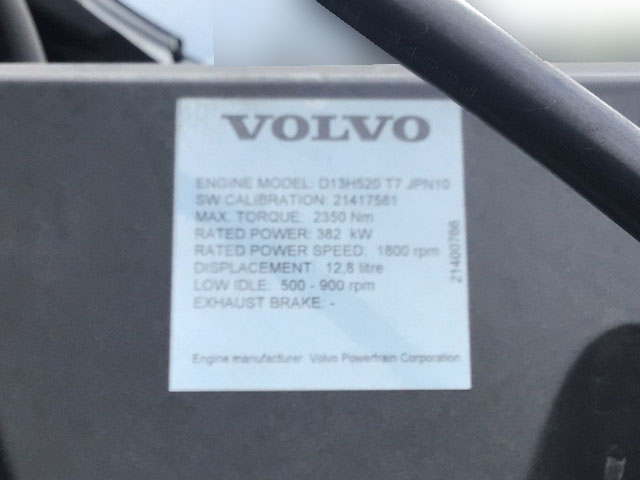 VOLVO
ENGINE MODEL: D13H520 T7 JPN10
SW CALIBRATION: 21417581
MAX. TORQUE: 2350 Nm
RATED POWER: 382 kW
RATED POWER SPEED: 1800 rpm
DISPLACEMENT: 12,8 litre
LOW IDLE: 500 - 900 rpm
EXHAUST BRAKE: -
Engine manufacturer: Volvo Powertrain Corporation
21400766